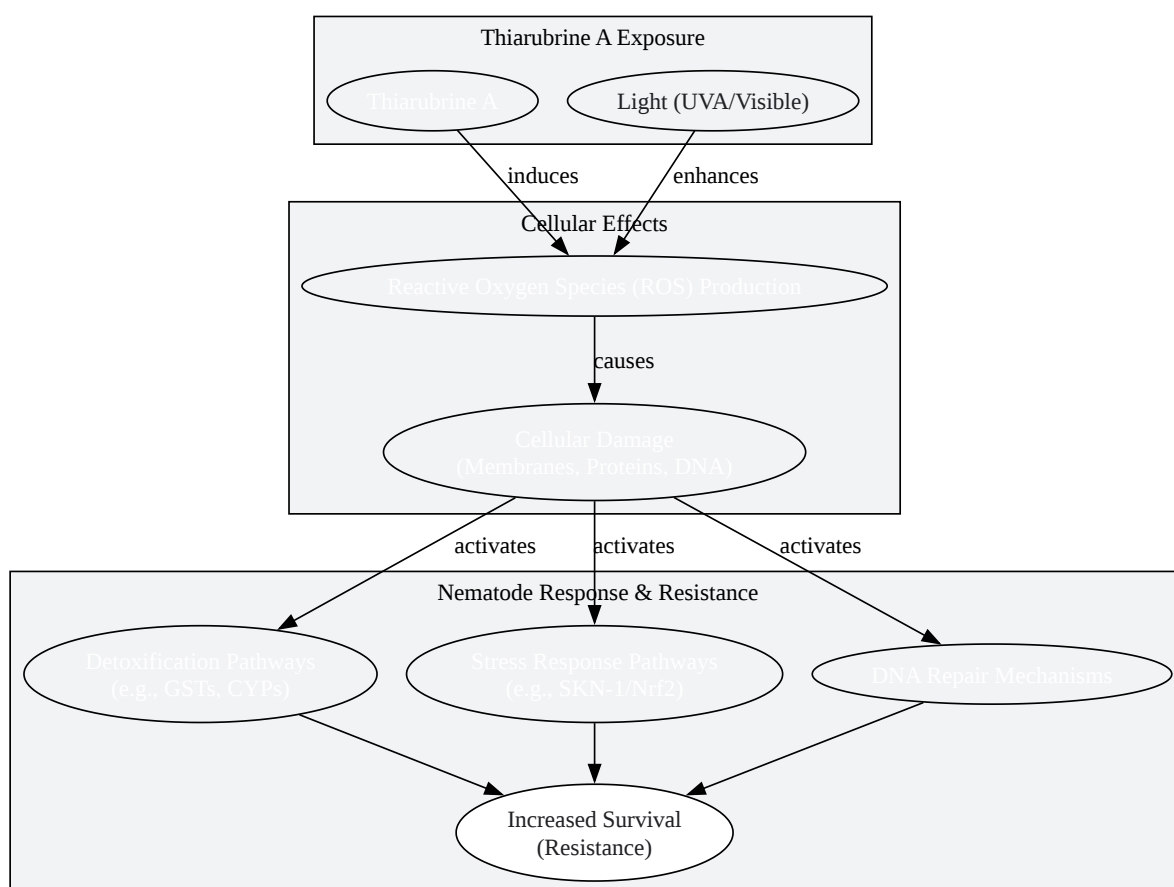 Thiarubrine A Exposure
Thiarubrine A
Light (UVA/Visible)
induces
enhances
Cellular Effects
Reactive Oxygen Species (ROS) Production
causes
Cellular Damage
(Membranes, Proteins, DNA)
activates
activates
activates
Nematode Response & Resistance
Detoxification Pathways
(e.g., GSTs, CYPs)
Stress Response Pathways
(e.g., SKN-1/Nrf2)
DNA Repair Mechanisms
Increased Survival
(Resistance)